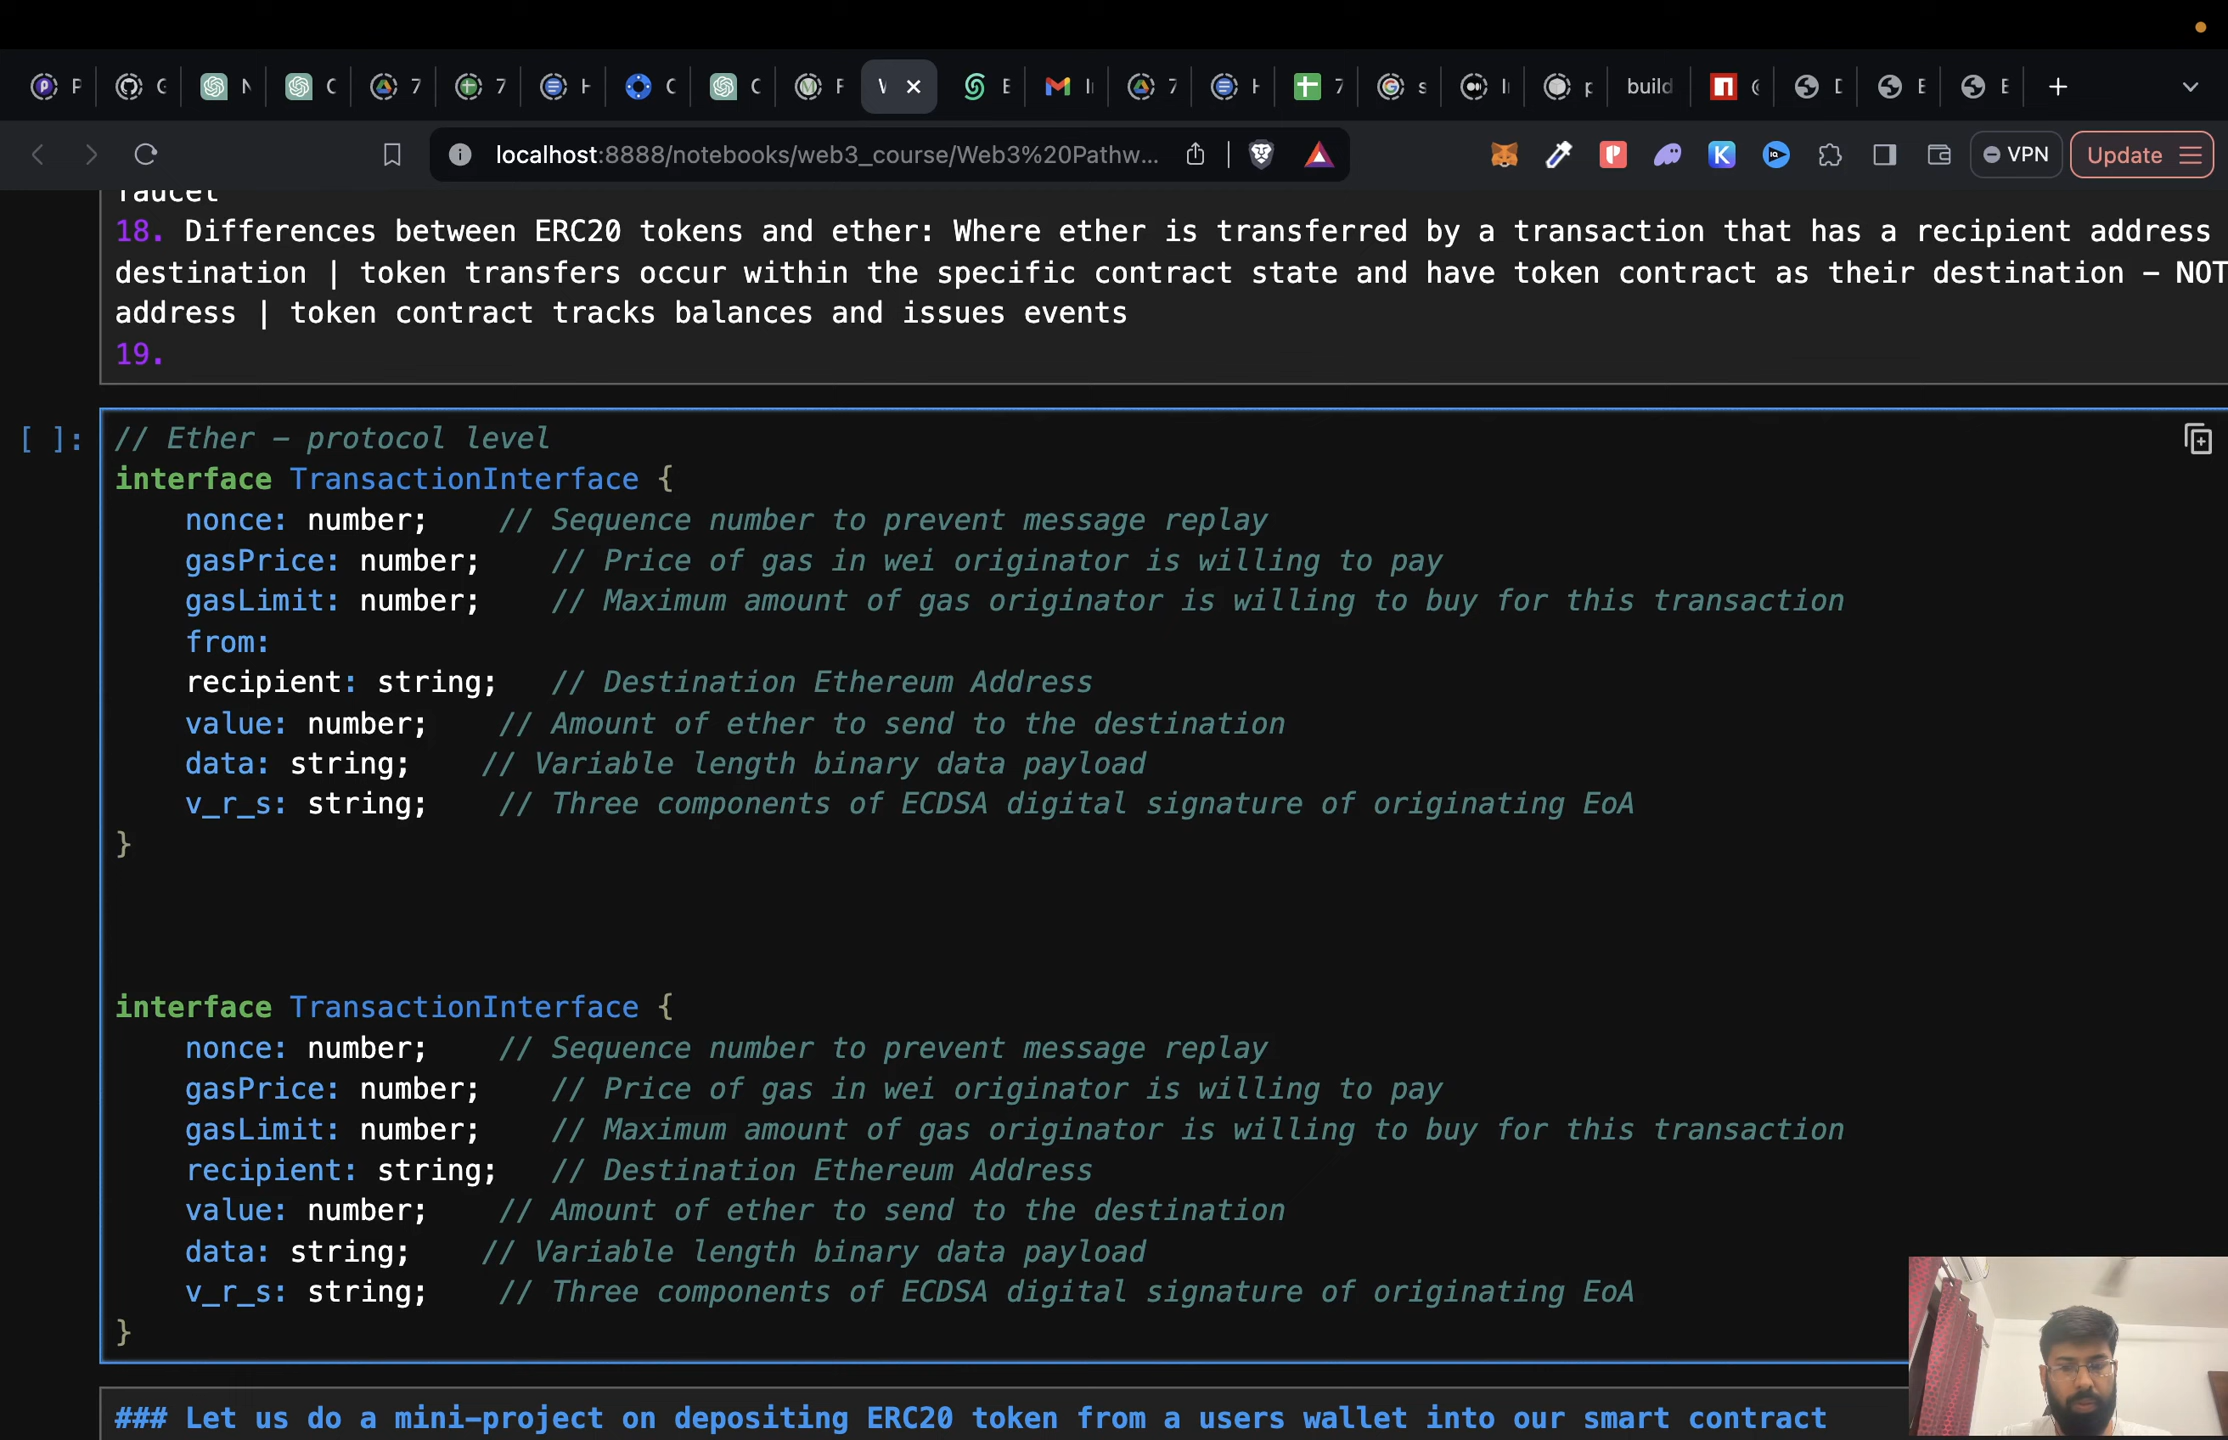 P
G
N
C
7
7
H
C
C
F
V
E
I
7
H
7
s
I
p
build
@
D
E
E
localhost:8888/notebooks/web3_course/Web3%20Pathw...
VPN
Update
faucet
18. Differences between ERC20 tokens and ether: Where ether is transferred by a transaction that has a recipient address
destination | token transfers occur within the specific contract state and have token contract as their destination – NOT
address | token contract tracks balances and issues events
19.
[ ]:
// Ether – protocol level
interface TransactionInterface {
nonce: number; // Sequence number to prevent message replay
gasPrice: number; // Price of gas in wei originator is willing to pay
gasLimit: number; // Maximum amount of gas originator is willing to buy for this transaction
from:
recipient: string; // Destination Ethereum Address
value: number; // Amount of ether to send to the destination
data: string; // Variable length binary data payload
v_r_s: string; // Three components of ECDSA digital signature of originating EoA
}
interface TransactionInterface {
nonce: number; // Sequence number to prevent message replay
gasPrice: number; // Price of gas in wei originator is willing to pay
gasLimit: number; // Maximum amount of gas originator is willing to buy for this transaction
recipient: string; // Destination Ethereum Address
value: number; // Amount of ether to send to the destination
data: string; // Variable length binary data payload
v_r_s: string; // Three components of ECDSA digital signature of originating EoA
}
### Let us do a mini-project on depositing ERC20 token from a users wallet into our smart contract